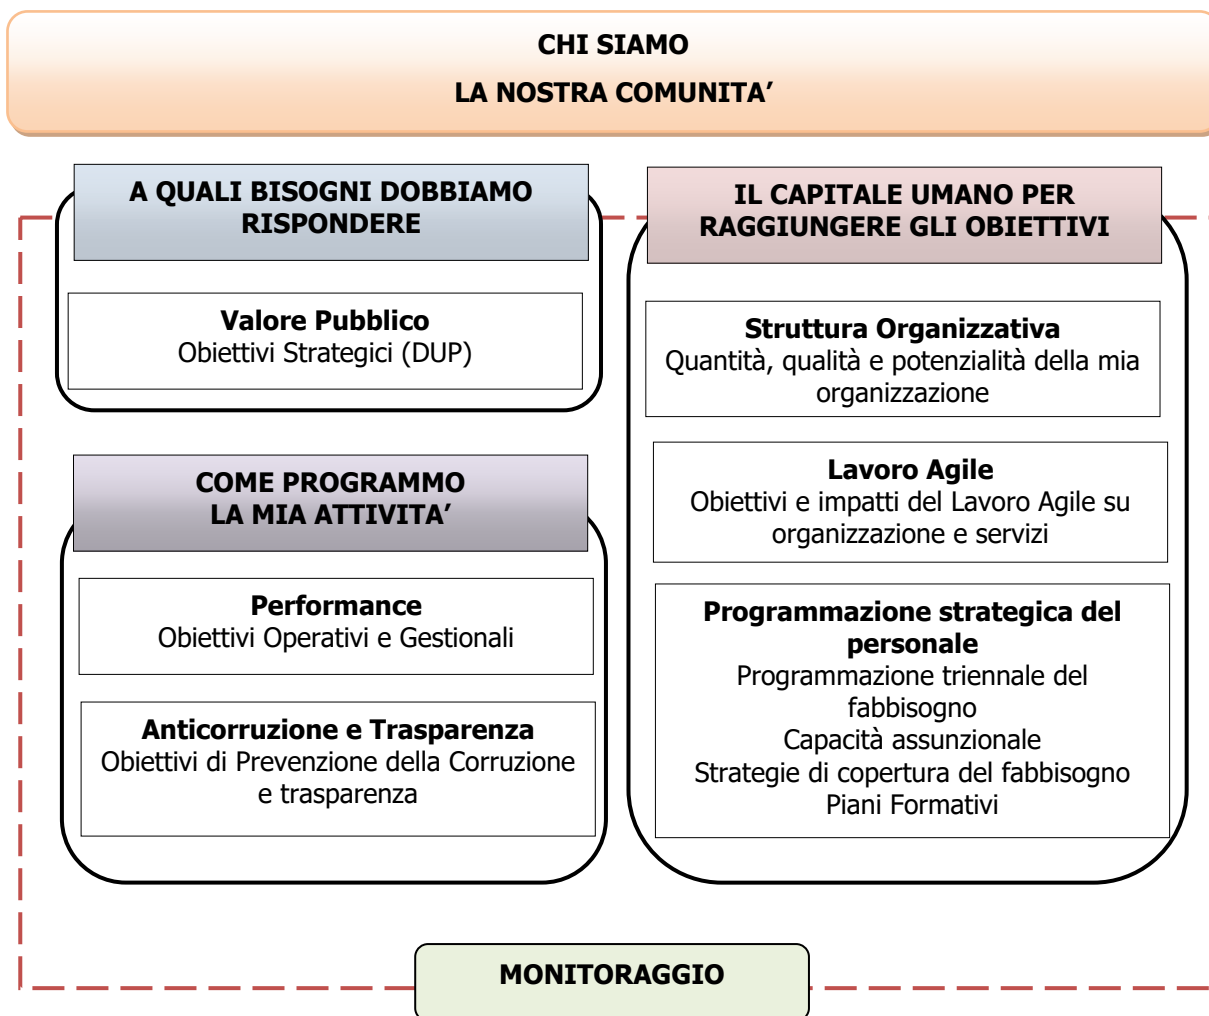 CHI SIAMO
LA NOSTRA COMUNITA’
A QUALI BISOGNI DOBBIAMO
RISPONDERE
Valore Pubblico
Obiettivi Strategici (DUP)
COME PROGRAMMO
LA MIA ATTIVITA’
Performance
Obiettivi Operativi e Gestionali
Anticorruzione e Trasparenza
Obiettivi di Prevenzione della Corruzione
e trasparenza
IL CAPITALE UMANO PER
RAGGIUNGERE GLI OBIETTIVI
Struttura Organizzativa
Quantità, qualità e potenzialità della mia
organizzazione
Lavoro Agile
Obiettivi e impatti del Lavoro Agile su
organizzazione e servizi
Programmazione strategica del
personale
Programmazione triennale del
fabbisogno
Capacità assunzionale
Strategie di copertura del fabbisogno
Piani Formativi
MONITORAGGIO